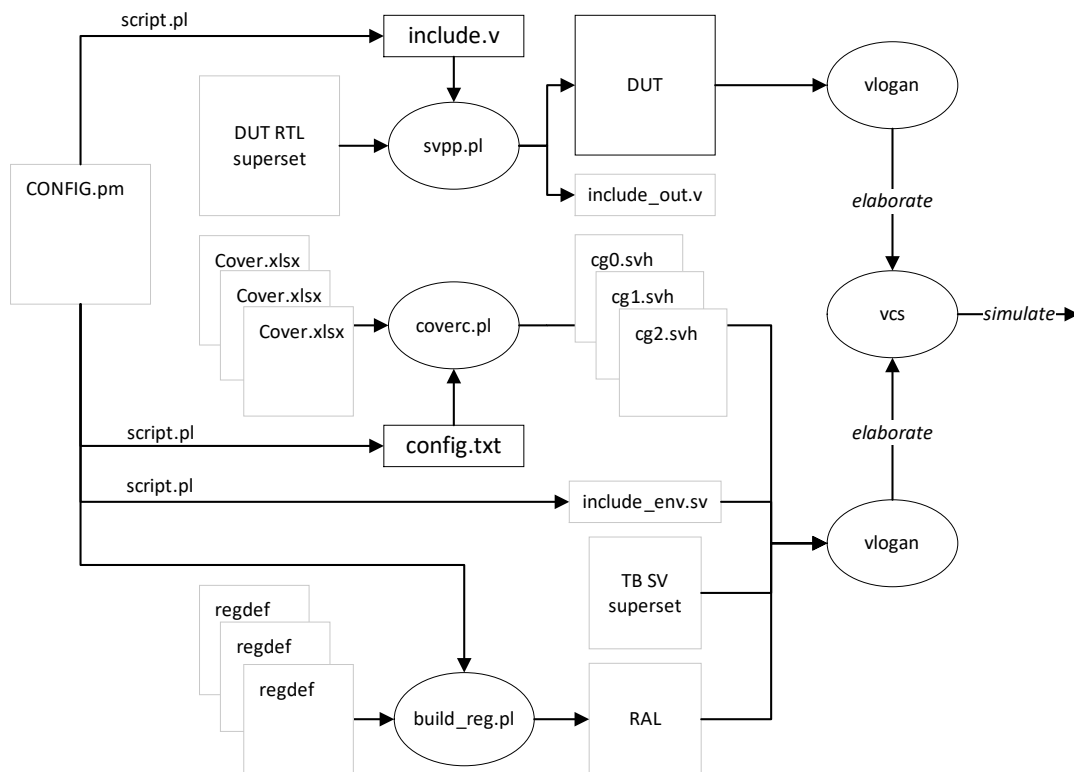 script.pl
include.v
DUT
vlogan
DUT RTL
superset
svpp.pl
CONFIG.pm
include_out.v
elaborate
Cover.xlsx
Cover.xlsx
Cover.xlsx
coverc.pl
cg0.svh
cg1.svh
cg2.svh
vcs
simulate
script.pl
config.txt
elaborate
script.pl
include_env.sv
vlogan
TB SV
superset
regdef
regdef
regdef
build_reg.pl
RAL